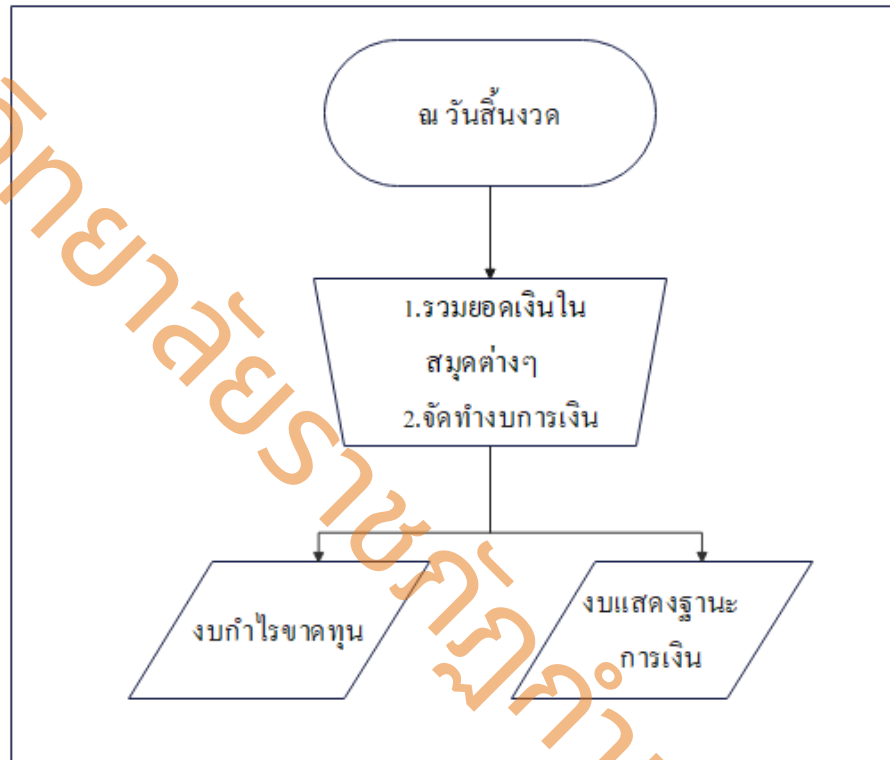 ณ วันสิ้นงวด
1.รวมยอดเงินใน
สมุดต่างๆ
2.จัดทำงบการเงิน
งบกำไรขาดทุน
งบแสดงฐานะ
การเงิน